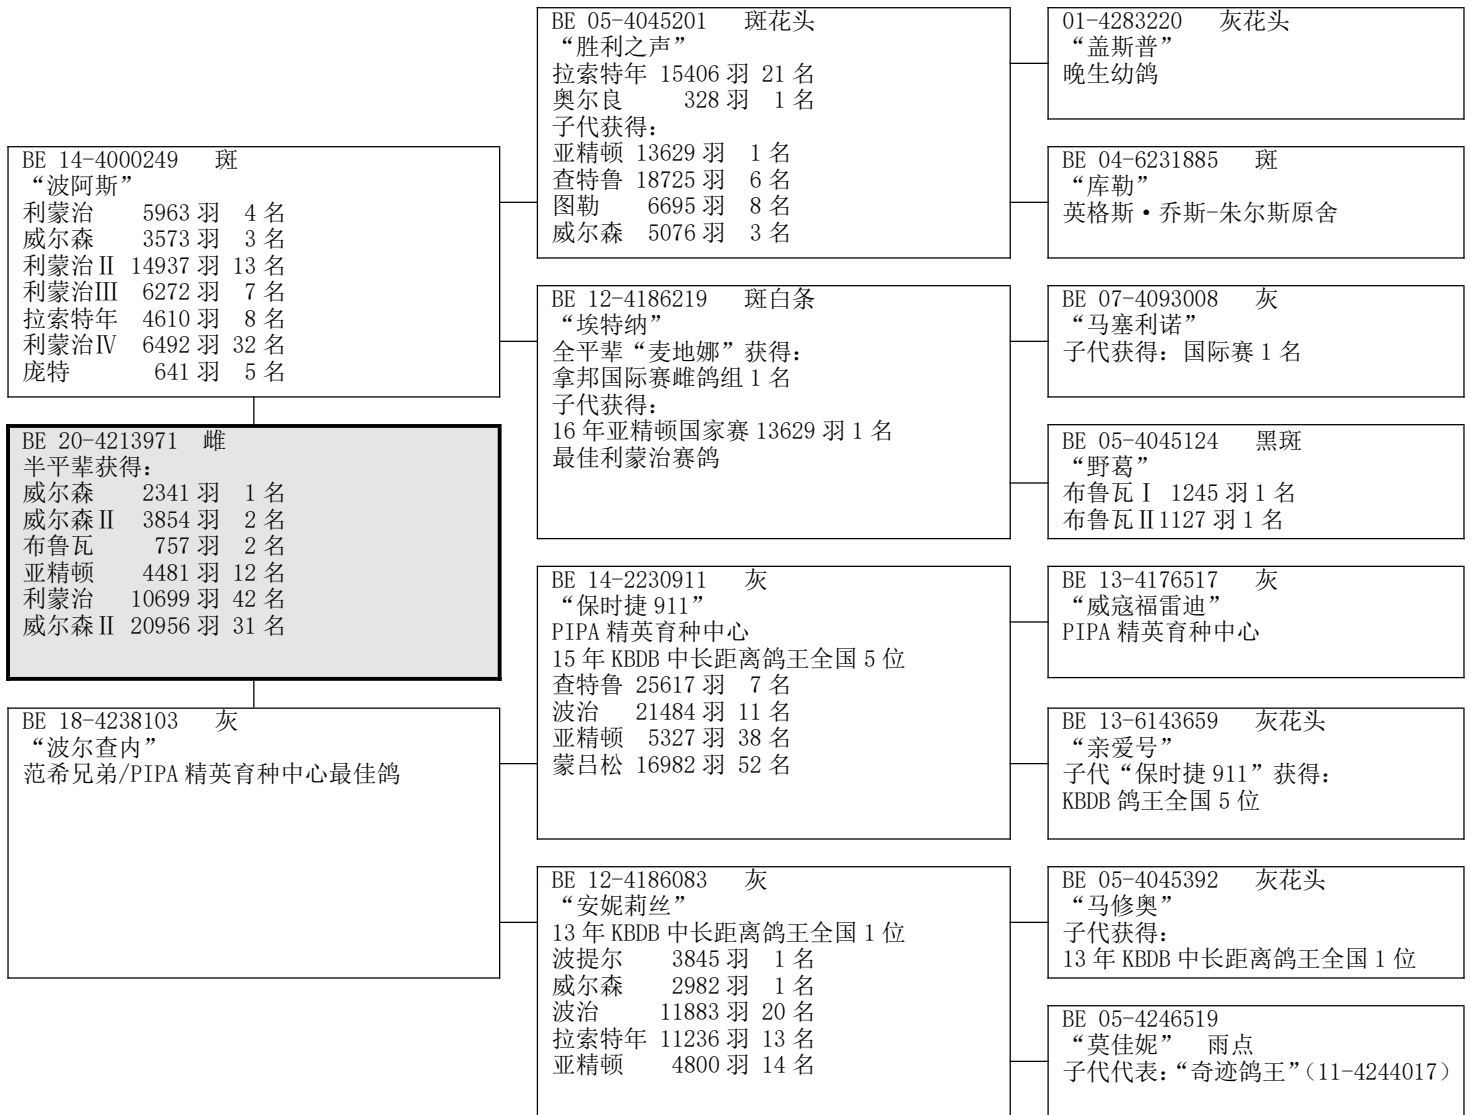 BE 14-4000249 斑
“波阿斯”
利蒙治 5963 羽 4 名
威尔森 3573 羽 3 名
利蒙治Ⅱ 14937 羽 13 名
利蒙治Ⅲ 6272 羽 7 名
拉索特年 4610 羽 8 名
利蒙治Ⅳ 6492 羽 32 名
庞特 641 羽 5 名
BE 20-4213971 雌
半平辈获得：
威尔森 2341 羽 1 名
威尔森Ⅱ 3854 羽 2 名
布鲁瓦 757 羽 2 名
亚精顿 4481 羽 12 名
利蒙治 10699 羽 42 名
威尔森Ⅱ 20956 羽 31 名
BE 18-4238103 灰
“波尔查内”
范希兄弟/PIPA 精英育种中心最佳鸽
BE 05-4045201 斑花头
“胜利之声”
拉索特年 15406 羽 21 名
奥尔良 328 羽 1 名
子代获得：
亚精顿 13629 羽 1 名
查特鲁 18725 羽 6 名
图勒 6695 羽 8 名
威尔森 5076 羽 3 名
BE 12-4186219 斑白条
“埃特纳”
全平辈“麦地娜”获得：
拿邦国际赛雌鸽组 1 名
子代获得：
16 年亚精顿国家赛 13629 羽 1 名
最佳利蒙治赛鸽
BE 14-2230911 灰
“保时捷 911”
PIPA 精英育种中心
15 年 KBDB 中长距离鸽王全国 5 位
查特鲁 25617 羽 7 名
波治 21484 羽 11 名
亚精顿 5327 羽 38 名
蒙吕松 16982 羽 52 名
BE 12-4186083 灰
“安妮莉丝”
13 年 KBDB 中长距离鸽王全国 1 位
波提尔 3845 羽 1 名
威尔森 2982 羽 1 名
波治 11883 羽 20 名
拉索特年 11236 羽 13 名
亚精顿 4800 羽 14 名
01-4283220 灰花头
“盖斯普”
晚生幼鸽
BE 04-6231885 斑
“库勒”
英格斯·乔斯-朱尔斯原舍
BE 07-4093008 灰
“马塞利诺”
子代获得：国际赛 1 名
BE 05-4045124 黑斑
“野葛”
布鲁瓦Ⅰ 1245 羽 1 名
布鲁瓦Ⅱ1127 羽 1 名
BE 13-4176517 灰
“威寇福雷迪”
PIPA 精英育种中心
BE 13-6143659 灰花头
“亲爱号”
子代“保时捷 911”获得：
KBDB 鸽王全国 5 位
BE 05-4045392 灰花头
“马修奥”
子代获得：
13 年 KBDB 中长距离鸽王全国 1 位
BE 05-4246519
“莫佳妮” 雨点
子代代表：“奇迹鸽王”（11-4244017）